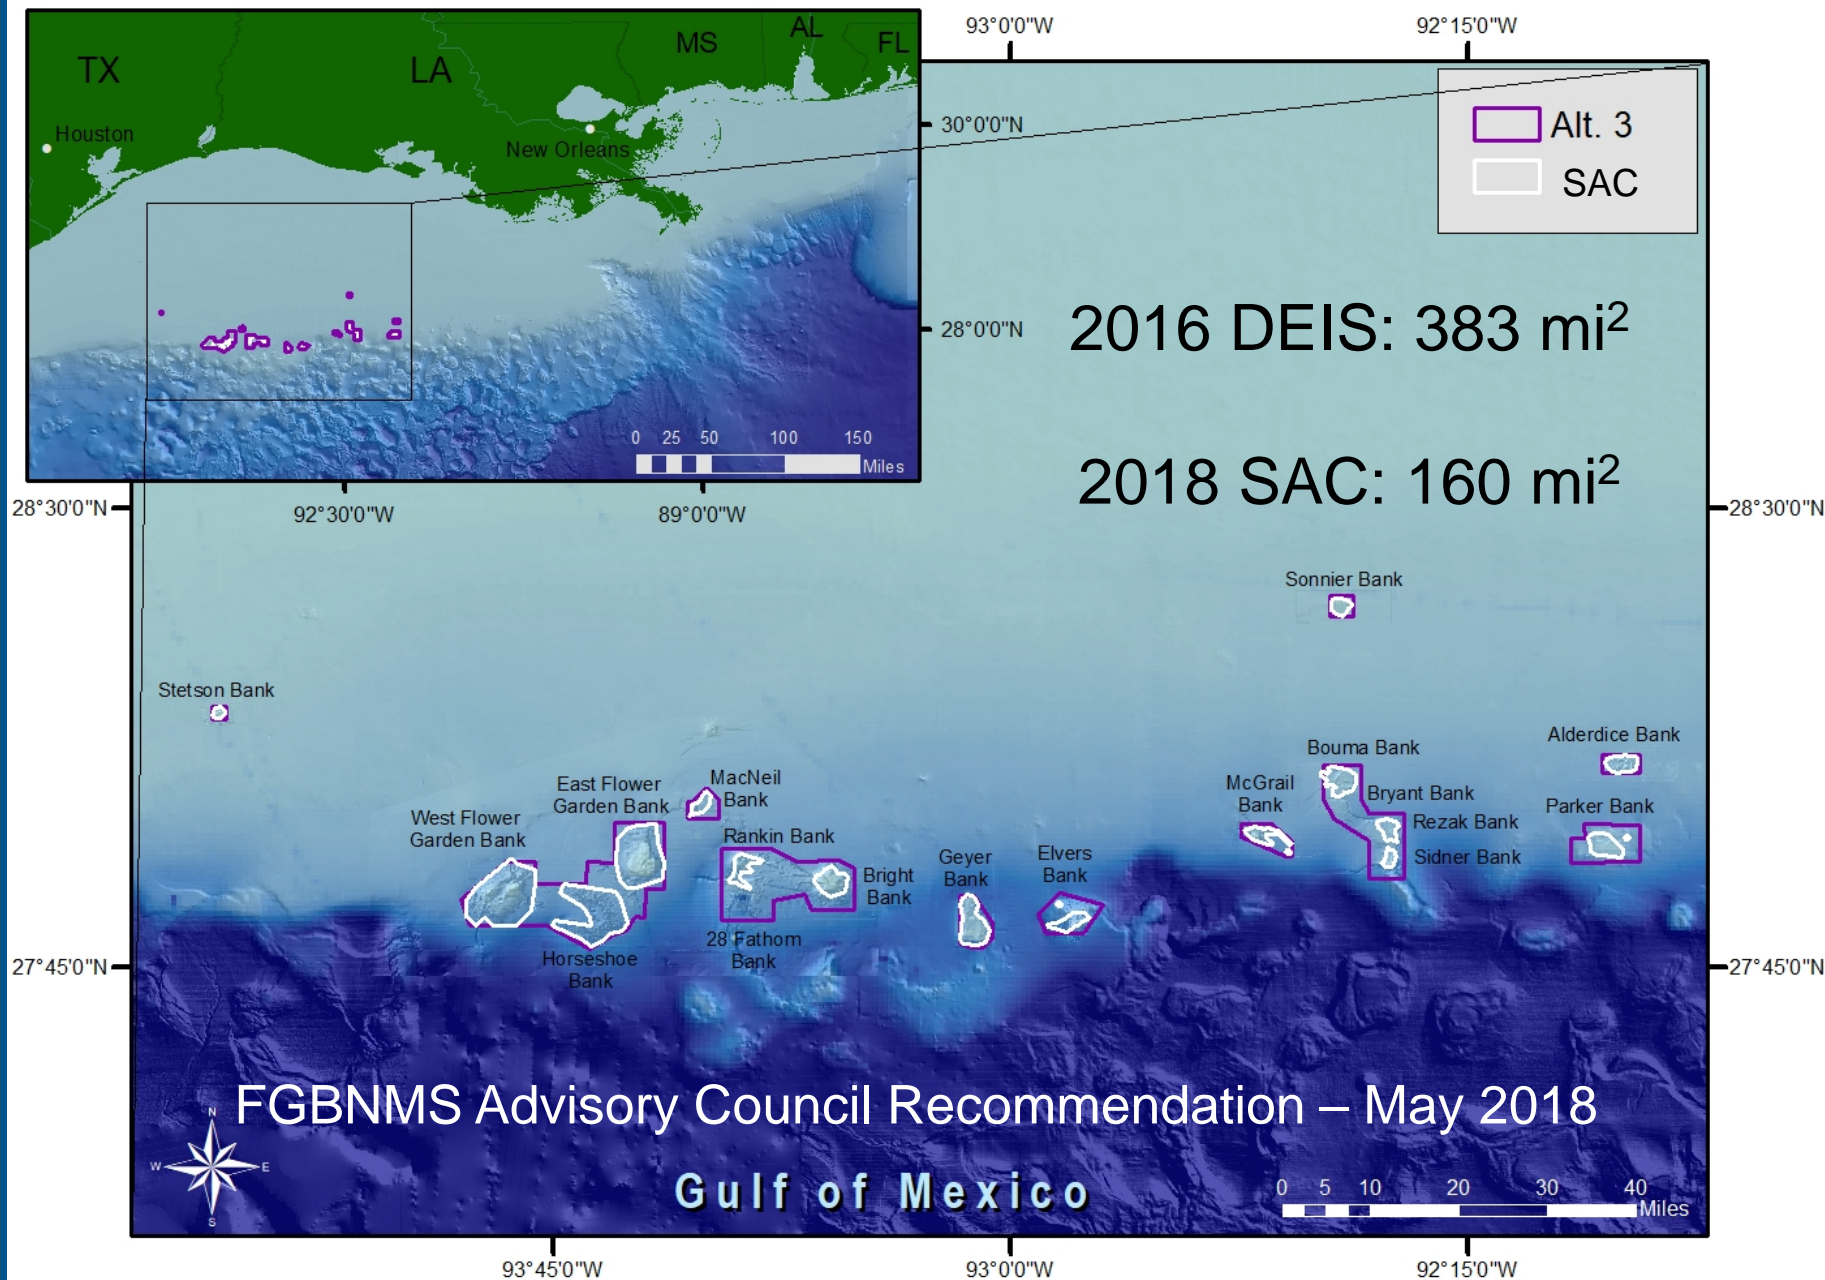 TX
LA
MS
AL
FL
Houston
New Orleans
0 25 50 100 150
Miles
93°0'0"W
92°15'0"W
30°0'0"N
28°0'0"N
92°30'0"W
89°0'0"W
Alt. 3
SAC
2016 DEIS: 383 mi²
2018 SAC: 160 mi²
28°30'0"N
28°30'0"N
Sonnier Bank
Stetson Bank
Alderdice Bank
Bouma Bank
McGrail
Bank
Bryant Bank
Parker Bank
Rezak Bank
Sidner Bank
East Flower
Garden Bank
MacNeil
Bank
West Flower
Garden Bank
Rankin Bank
Bright
Bank
Geyer
Bank
Elvers
Bank
28 Fathom
Bank
Horseshoe
Bank
27°45'0"N
27°45'0"N
FGBNMS Advisory Council Recommendation – May 2018
N
W
E
S
Gulf of Mexico
0 5 10 20 30 40
Miles
93°45'0"W
93°0'0"W
92°15'0"W